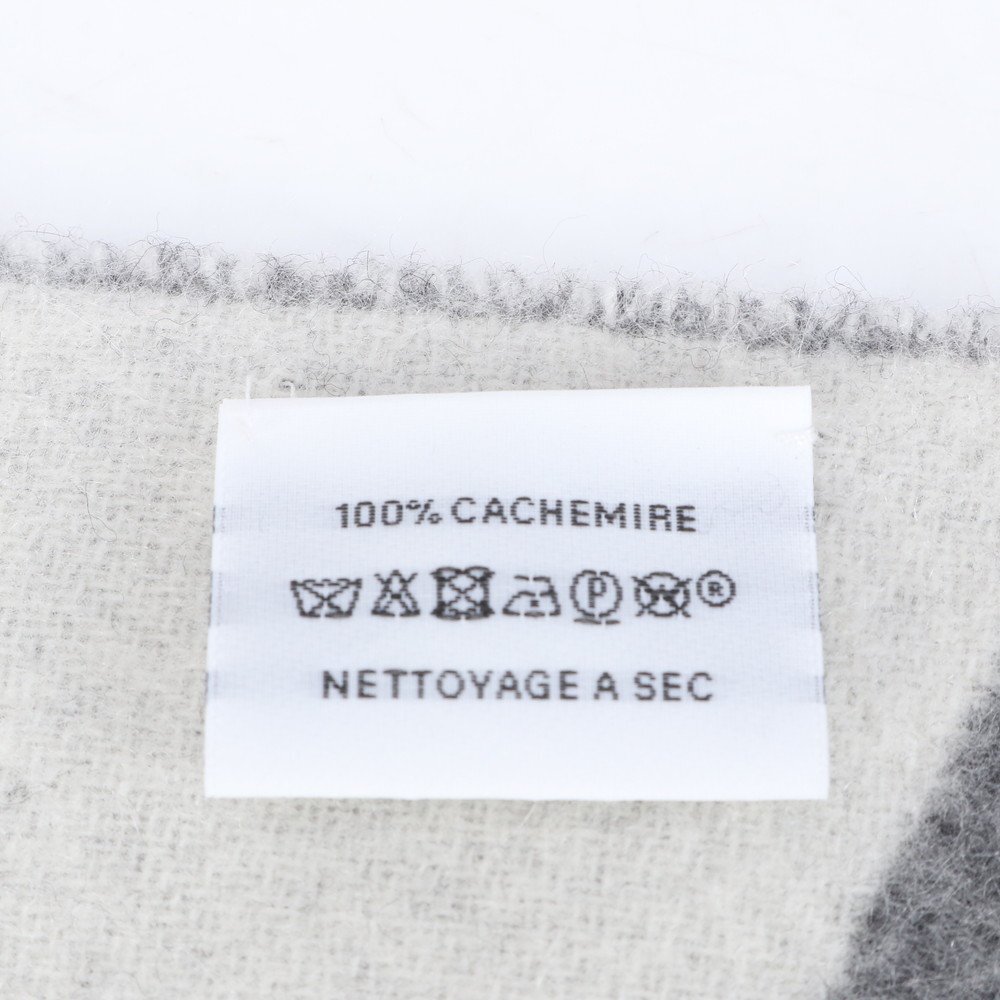 100% CACHEMIRE
P W ®
NETTOYAGE A SEC